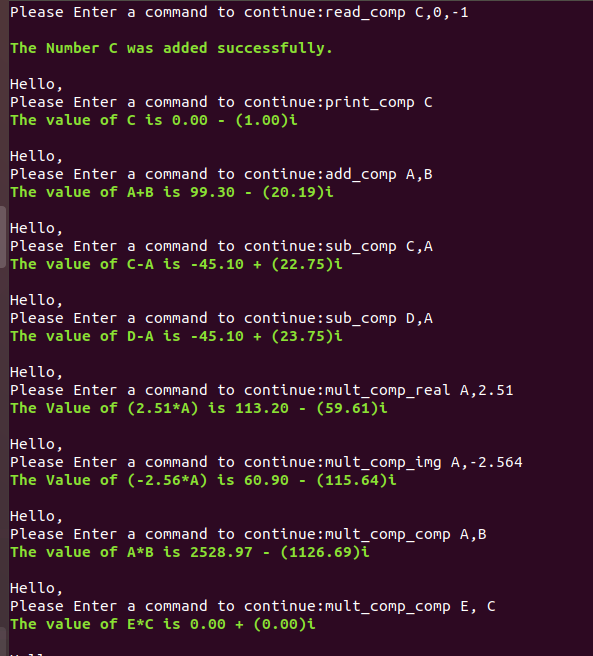 Please Enter a command to continue:read_comp C,0,-1
The Number C was added successfully.
Hello,
Please Enter a command to continue:print_comp C
The value of C is 0.00 - (1.00)i
Hello,
Please Enter a command to continue:add_comp A,B
The value of A+B is 99.30 - (20.19)i
Hello,
Please Enter a command to continue:sub_comp C,A
The value of C-A is -45.10 + (22.75)i
Hello,
Please Enter a command to continue:sub_comp D,A
The value of D-A is -45.10 + (23.75)i
Hello,
Please Enter a command to continue:mult_comp_real A,2.51
The Value of (2.51*A) is 113.20 - (59.61)i
Hello,
Please Enter a command to continue:mult_comp_img A,-2.564
The Value of (-2.56*A) is 60.90 - (115.64)i
Hello,
Please Enter a command to continue:mult_comp_comp A,B
The value of A*B is 2528.97 - (1126.69)i
Hello,
Please Enter a command to continue:mult_comp_comp E, C
The value of E*C is 0.00 + (0.00)i